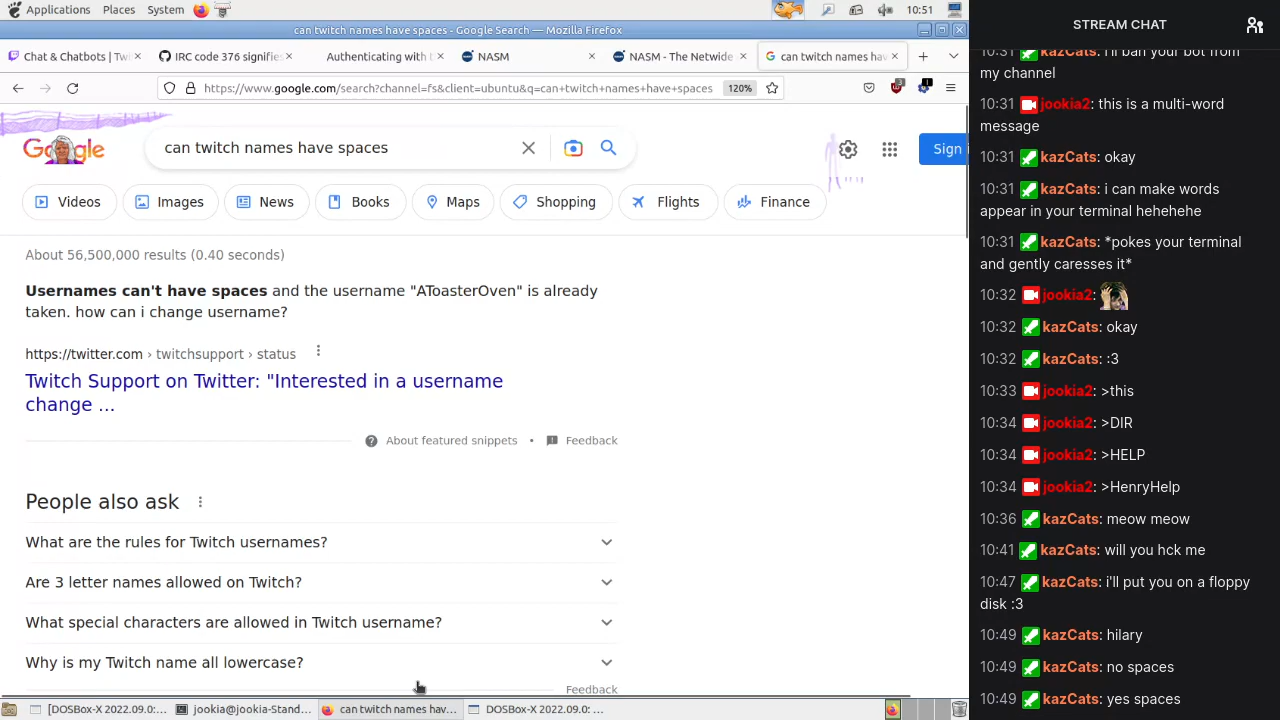 Applications Places System 10:51
can twitch names have spaces - Google Search — Mozilla Firefox
Chat & Chatbots | Tw
IRC code 376 signifies
Authenticating with t
NASM
NASM - The Netwide
can twitch names hav
https://www.google.com/search?channel=fs&client=ubuntu&q=can+twitch+names+have+spaces 120%
can twitch names have spaces
Sign i
Videos Images News Books Maps Shopping Flights Finance
About 56,500,000 results (0.40 seconds)
Usernames can't have spaces and the username "AToasterOven" is already
taken. how can i change username?
https://twitter.com › twitchsupport › status
Twitch Support on Twitter: "Interested in a username
change ...
About featured snippets • Feedback
People also ask
What are the rules for Twitch usernames?
Are 3 letter names allowed on Twitch?
What special characters are allowed in Twitch username?
Why is my Twitch name all lowercase?
Feedback
[DOSBox-X 2022.09.0:... jookia@jookia-Stand... can twitch names hav... DOSBox-X 2022.09.0: ...
STREAM CHAT
10:31 kazCats: i'll ban your bot from
my channel
10:31 jookia2: this is a multi-word
message
10:31 kazCats: okay
10:31 kazCats: i can make words
appear in your terminal hehehehe
10:31 kazCats: *pokes your terminal
and gently caresses it*
10:32 jookia2:
10:32 kazCats: okay
10:32 kazCats: :3
10:33 jookia2: >this
10:34 jookia2: >DIR
10:34 jookia2: >HELP
10:34 jookia2: >HenryHelp
10:36 kazCats: meow meow
10:41 kazCats: will you hck me
10:47 kazCats: i'll put you on a floppy
disk :3
10:49 kazCats: hilary
10:49 kazCats: no spaces
10:49 kazCats: yes spaces